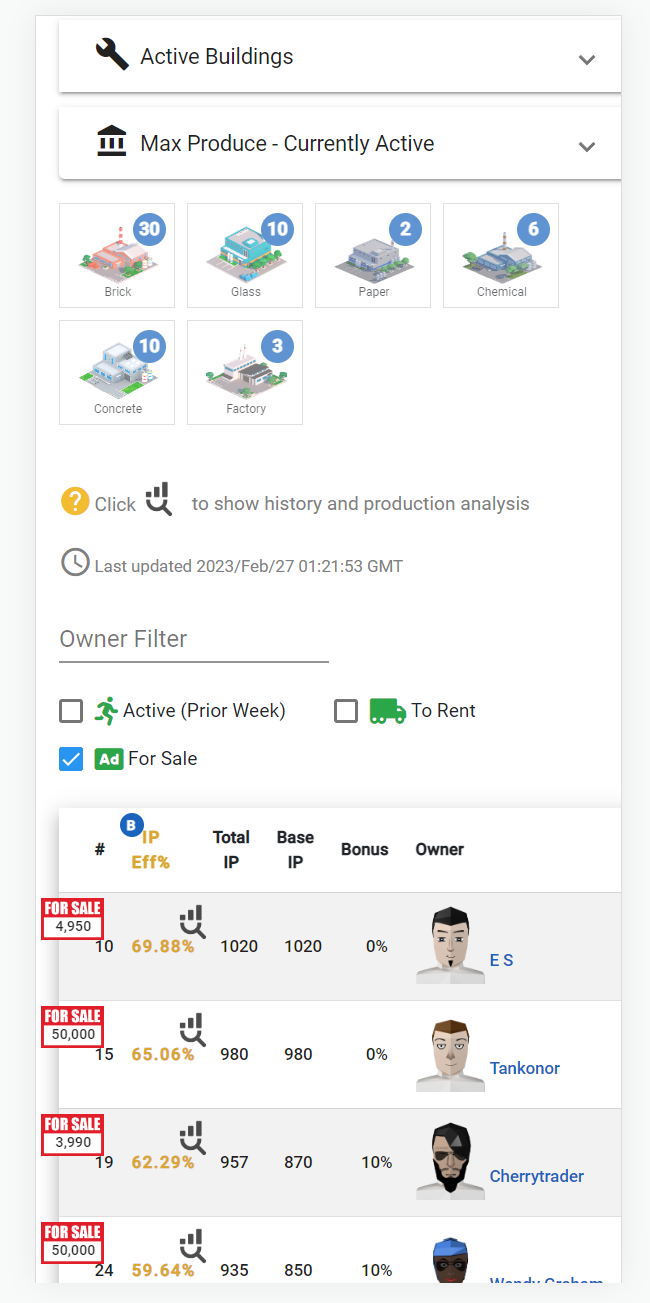 Active Buildings
Max Produce - Currently Active
30
Brick
10
Glass
2
Paper
6
Chemical
10
Concrete
3
Factory
? Click to show history and production analysis
Last updated 2023/Feb/27 01:21:53 GMT
Owner Filter
Active (Prior Week)
To Rent
Ad For Sale
# B IP Eff% Total IP Base IP Bonus Owner
FOR SALE
4,950
10 69.88% 1020 1020 0% E S
FOR SALE
50,000
15 65.06% 980 980 0% Tankonor
FOR SALE
3,990
19 62.29% 957 870 10% Cherrytrader
FOR SALE
50,000
24 59.64% 935 850 10% Wendy Graham